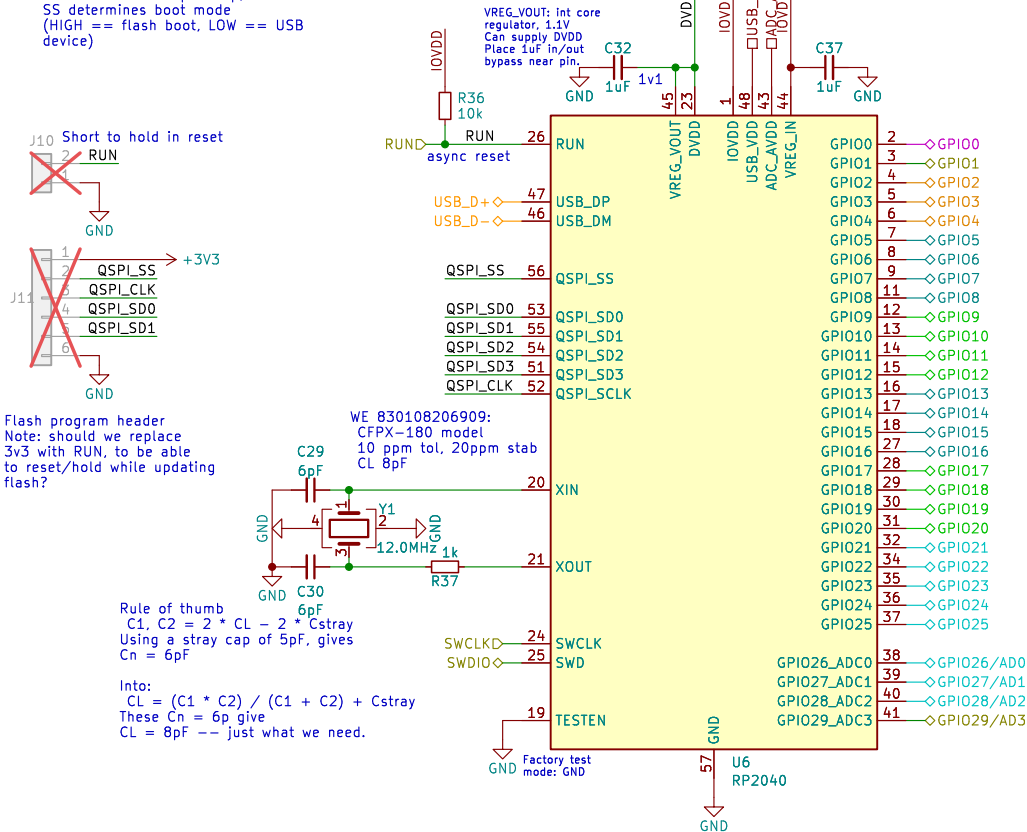 SS determines boot mode
(HIGH == flash boot, LOW == USB
device)
VREG_VOUT: int core
regulator, 1.1V
Can supply DVDD
Place 1uF in/out
bypass near pin.
IOVDD
DVD
IOVDD
USB_
ADC_
IOVDD
C32
1uF
GND
1v1
C37
1uF
GND
R36
10k
45
23
1
48
43
44
VREG_VOUT
DVDD
IOVDD
USB_VDD
ADC_AVDD
VREG_IN
J10
Short to hold in reset
2
RUN
1
GND
RUN
RUN
async reset
26
RUN
USB_D+
47
USB_DP
USB_D-
46
USB_DM
J11
1
+3V3
2
QSPI_SS
3
QSPI_CLK
4
QSPI_SD0
5
QSPI_SD1
6
GND
QSPI_SS
56
QSPI_SS
QSPI_SD0
53
QSPI_SD0
QSPI_SD1
55
QSPI_SD1
QSPI_SD2
54
QSPI_SD2
QSPI_SD3
51
QSPI_SD3
QSPI_CLK
52
QSPI_SCLK
Flash program header
Note: should we replace
3v3 with RUN, to be able
to reset/hold while updating
flash?
WE 830108206909:
CFPX-180 model
10 ppm tol, 20ppm stab
CL 8pF
C29
6pF
20
XIN
GND
4
1
Y1
2
GND
3
12.0MHz
GND
C30
6pF
1k
R37
21
XOUT
Rule of thumb
C1, C2 = 2 * CL - 2 * Cstray
Using a stray cap of 5pF, gives
Cn = 6pF
Into:
CL = (C1 * C2) / (C1 + C2) + Cstray
These Cn = 6p give
CL = 8pF -- just what we need.
SWCLK
24
SWCLK
SWDIO
25
SWD
19
TESTEN
GND
Factory test
mode: GND
GPIO0 2 GPIO0
GPIO1 3 GPIO1
GPIO2 4 GPIO2
GPIO3 5 GPIO3
GPIO4 6 GPIO4
GPIO5 7 GPIO5
GPIO6 8 GPIO6
GPIO7 9 GPIO7
GPIO8 11 GPIO8
GPIO9 12 GPIO9
GPIO10 13 GPIO10
GPIO11 14 GPIO11
GPIO12 15 GPIO12
GPIO13 16 GPIO13
GPIO14 17 GPIO14
GPIO15 18 GPIO15
GPIO16 27 GPIO16
GPIO17 28 GPIO17
GPIO18 29 GPIO18
GPIO19 30 GPIO19
GPIO20 31 GPIO20
GPIO21 32 GPIO21
GPIO22 34 GPIO22
GPIO23 35 GPIO23
GPIO24 36 GPIO24
GPIO25 37 GPIO25
GPIO26_ADC0 38 GPIO26/AD0
GPIO27_ADC1 39 GPIO27/AD1
GPIO28_ADC2 40 GPIO28/AD2
GPIO29_ADC3 41 GPIO29/AD3
GND
57
U6
RP2040
GND